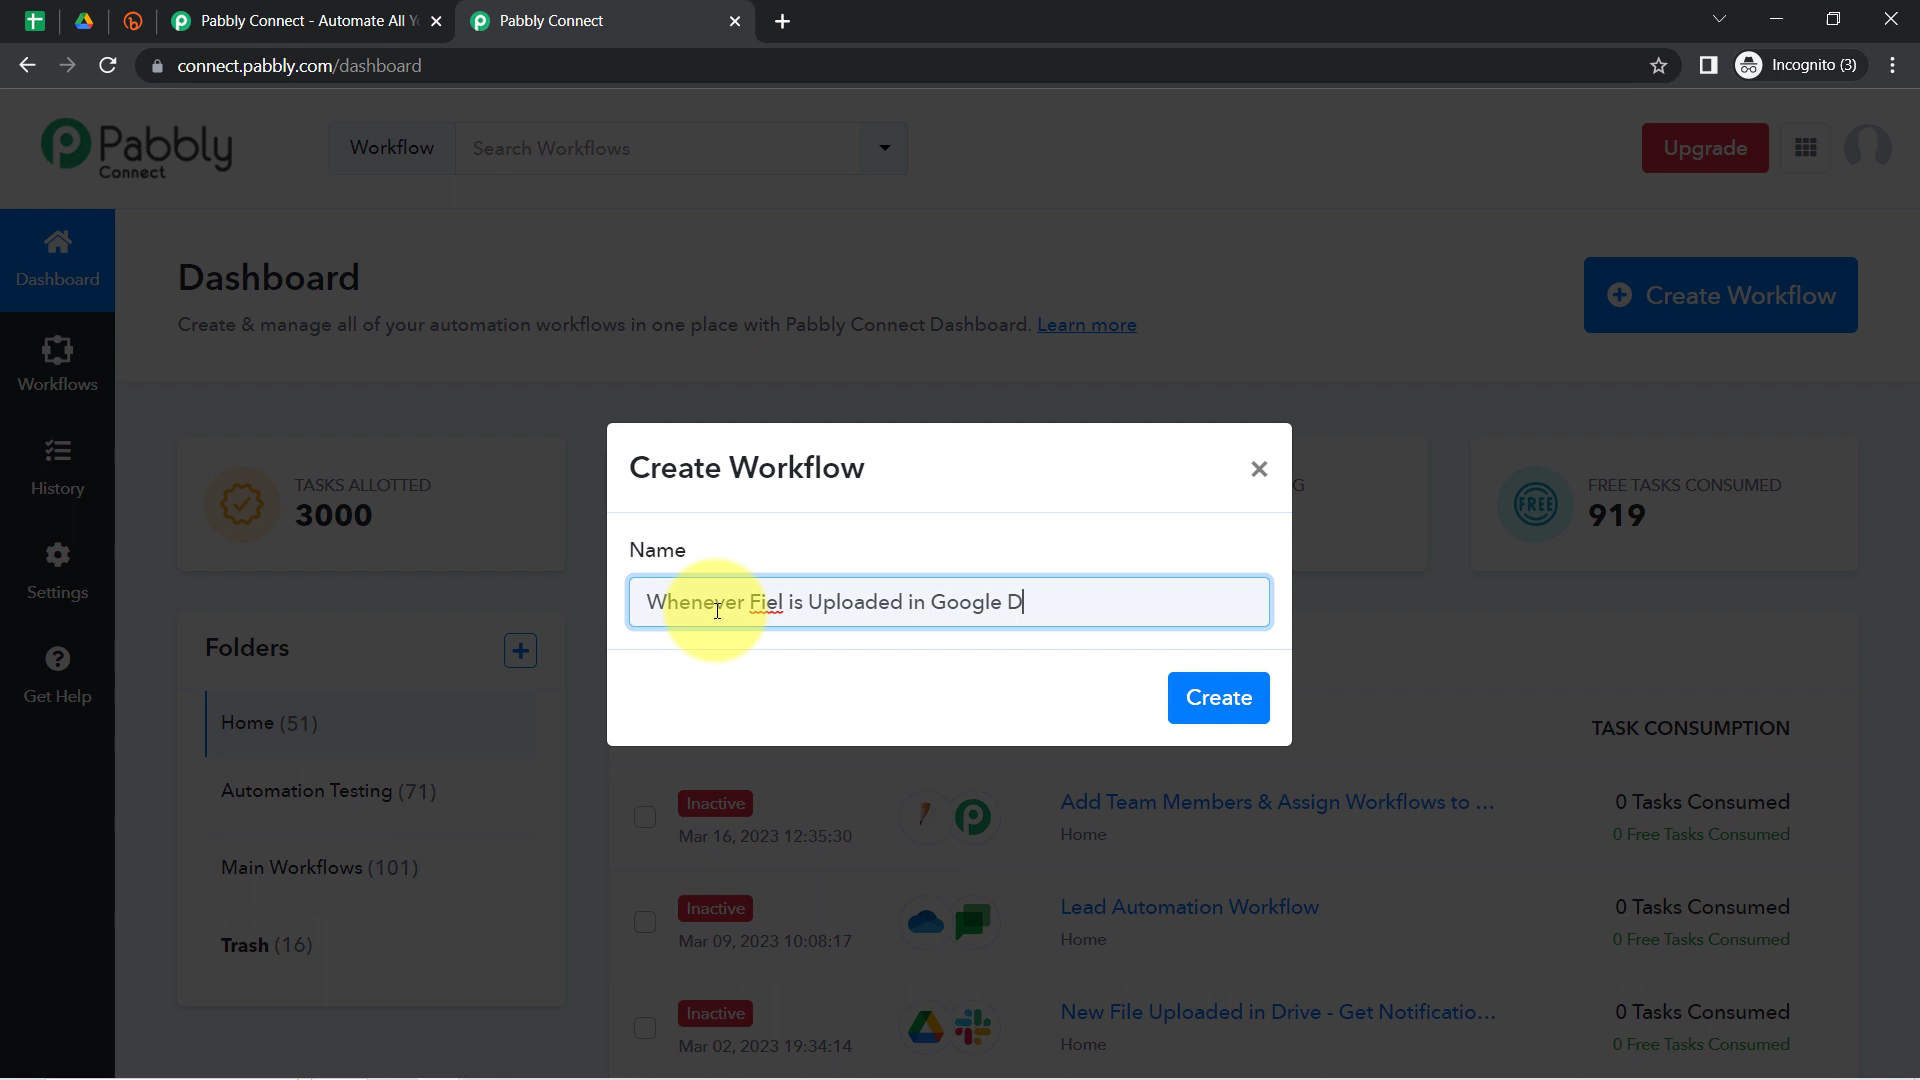 Pabbly Connect - Automate All Y
Pabbly Connect
connect.pabbly.com/dashboard
Incognito (3)
Pabbly
Connect
Workflow
Search Workflows
Upgrade
Dashboard
Workflows
History
Settings
Get Help
Dashboard
Create & manage all of your automation workflows in one place with Pabbly Connect Dashboard. Learn more
Create Workflow
TASKS ALLOTTED
3000
G
FREE TASKS CONSUMED
919
FREE
Create Workflow
Name
Whenever Fiel is Uploaded in Google D
Create
Folders
Home (51)
Automation Testing (71)
Main Workflows (101)
Trash (16)
TASK CONSUMPTION
Inactive
Mar 16, 2023 12:35:30
Add Team Members & Assign Workflows to ...
Home
0 Tasks Consumed
0 Free Tasks Consumed
Inactive
Mar 09, 2023 10:08:17
Lead Automation Workflow
Home
0 Tasks Consumed
0 Free Tasks Consumed
Inactive
Mar 02, 2023 19:34:14
New File Uploaded in Drive - Get Notificatio...
Home
0 Tasks Consumed
0 Free Tasks Consumed